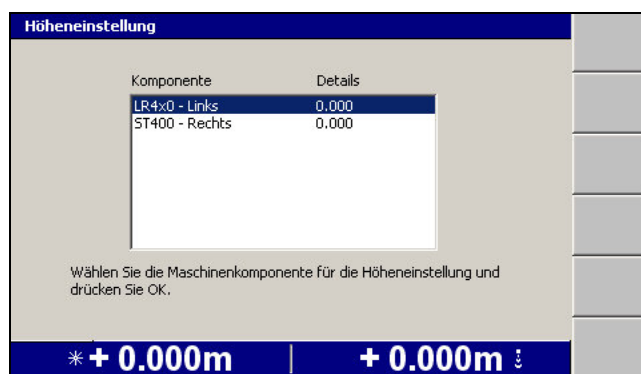 Höheneinstellung
Komponente Details
LR4x0 - Links 0.000
ST400 - Rechts 0.000
Wählen Sie die Maschinenkomponente für die Höheneinstellung und
drücken Sie OK.
+ 0.000m + 0.000m